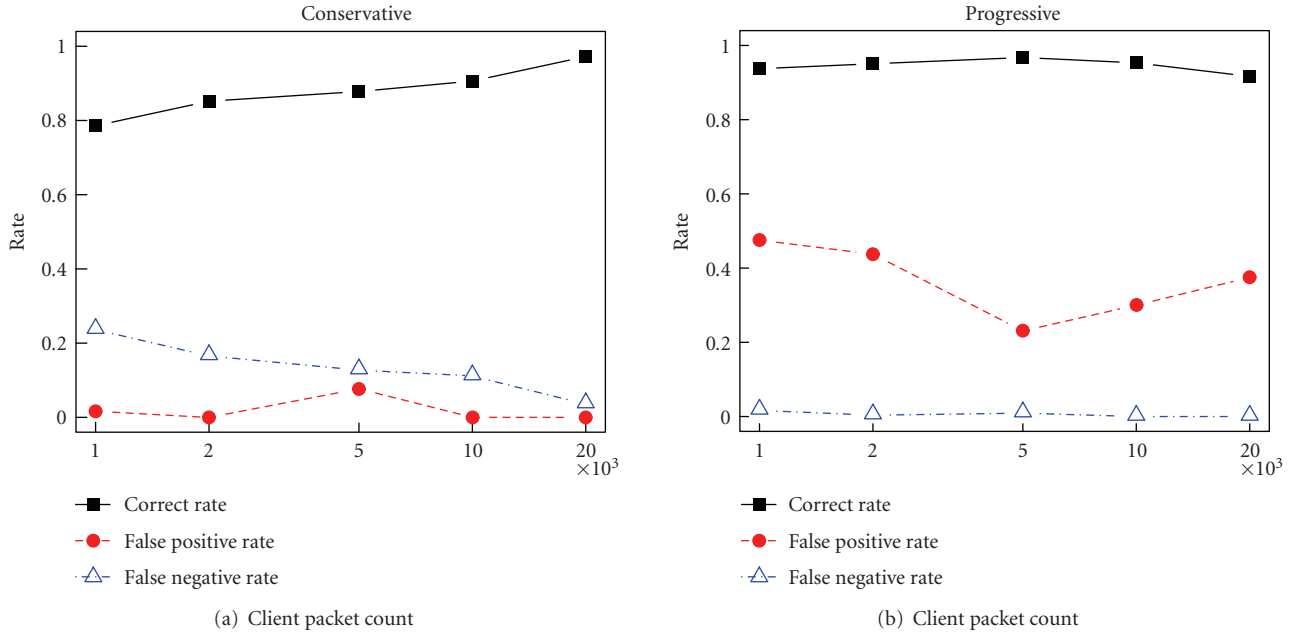 Conservative
Rate
1
0.8
0.6
0.4
0.2
0
1 2 5 10 20
×10³
Correct rate
False positive rate
False negative rate
(a) Client packet count
Progressive
Rate
1
0.8
0.6
0.4
0.2
0
1 2 5 10 20
×10³
Correct rate
False positive rate
False negative rate
(b) Client packet count